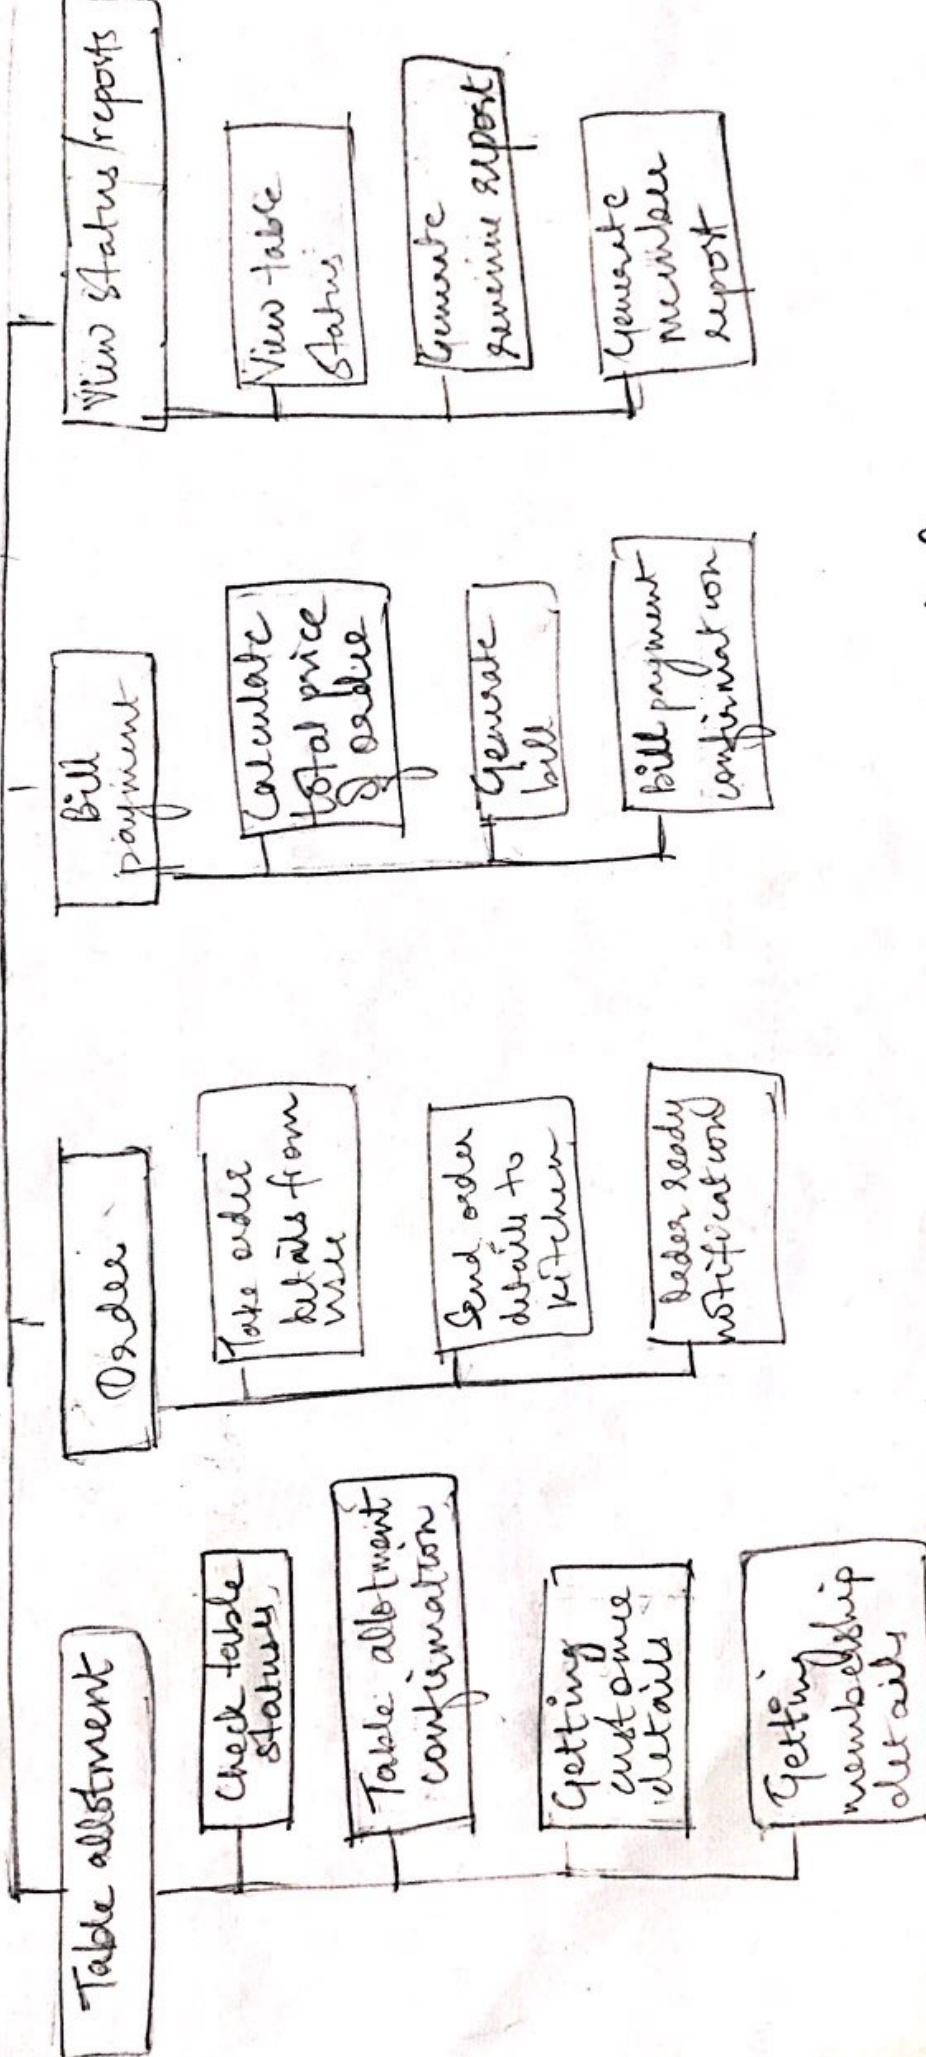 Table allotment
Check table
status
Table allotment
confirmation
Getting
custome
details
Getting
membership
details
Order
Take order
details from
user
Send order
details to
kitchen
Order ready
notification
Bill
payment
Calculate
total price
of order
Generate
bill
Bill payment
confirmation
View status/reports
View table
status
Generate
revenue report
Generate
member
report